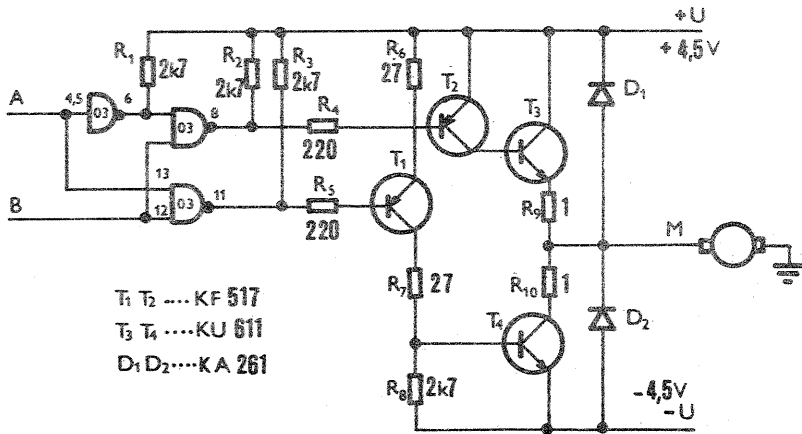 +U
+4,5V
R1
2k7
R2
2k7
R3
2k7
R6
27
T2
T3
D1
A
4,5
03
6
03
8
R4
220
T1
B
13
12
03
11
R5
220
R9
1
M
R7
27
R10
1
T4
D2
R8
2k7
-4,5V
-U
T1 T2 .... KF 517
T3 T4 ..... KU 611
D1 D2 ..... KA 261